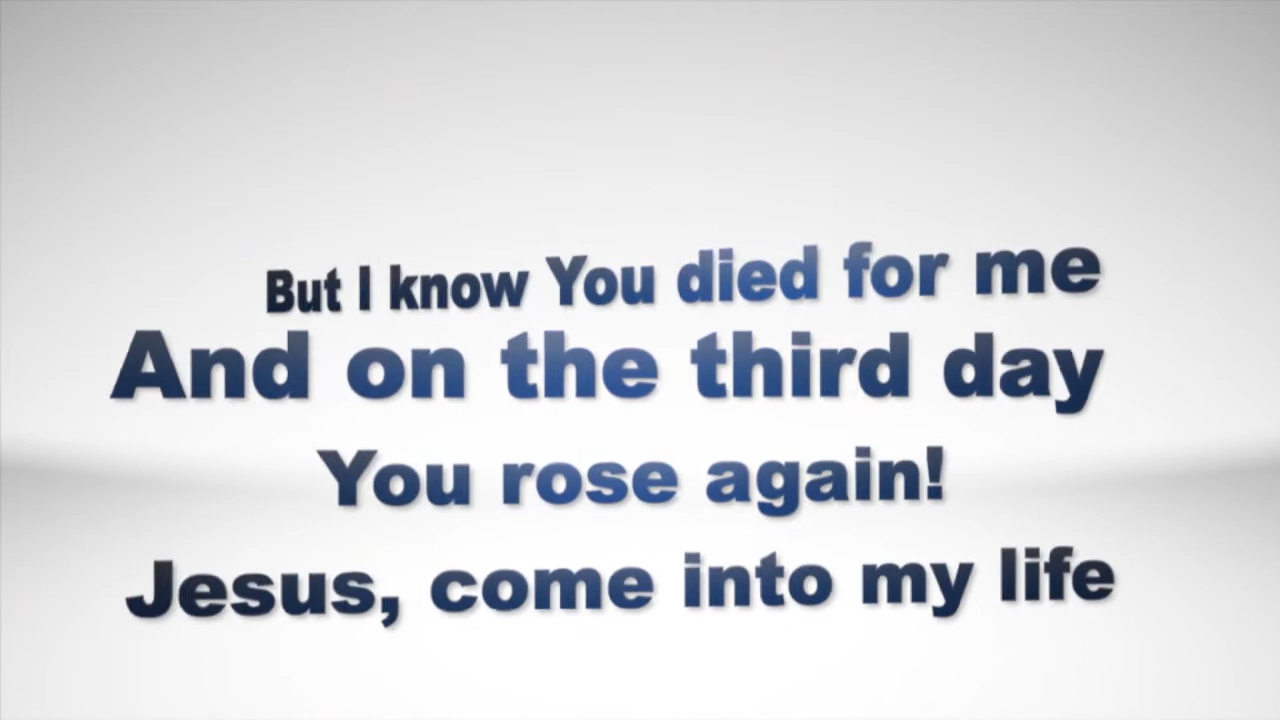 But I know You died for me
And on the third day
You rose again!
Jesus, come into my life